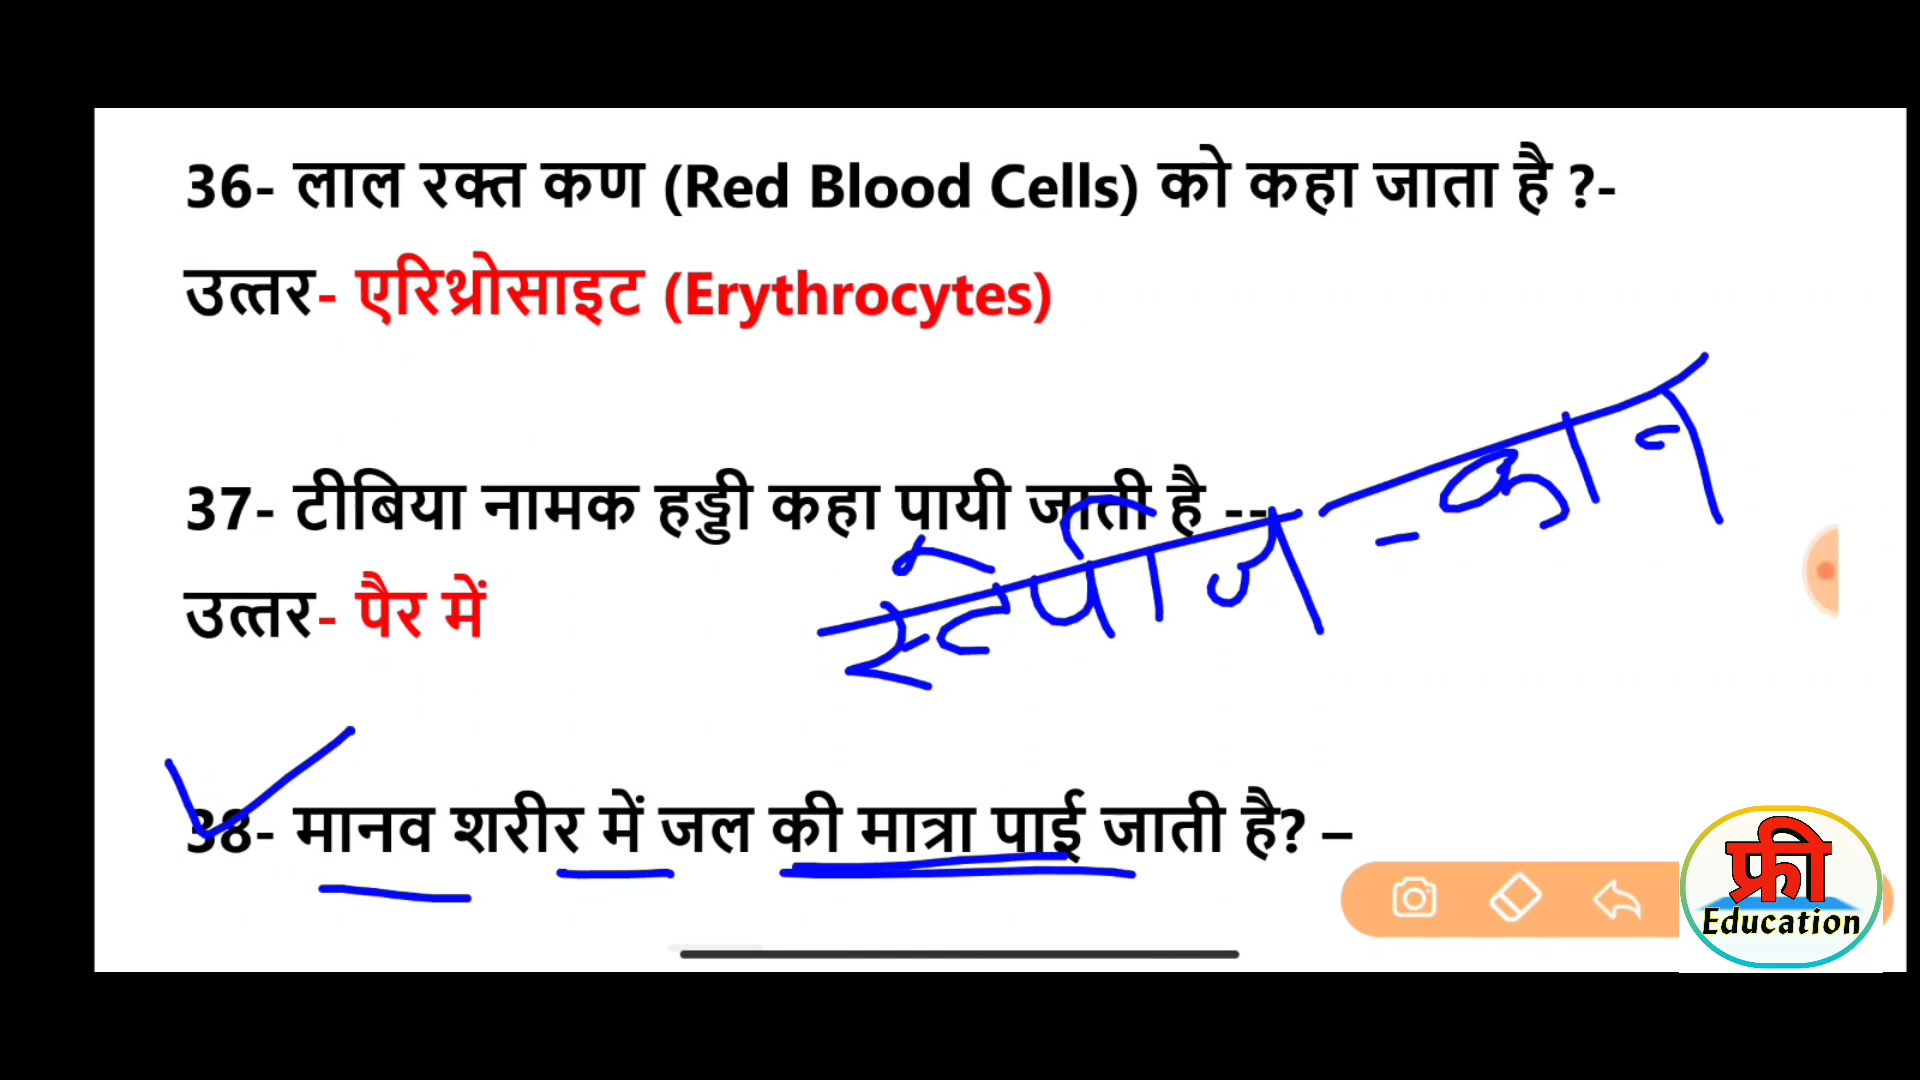 36- लाल रक्त कण (Red Blood Cells) को कहा जाता है ?-
उत्तर- एरिथ्रोसाइट (Erythrocytes)
37- टीबिया नामक हड्डी कहा पायी जाती है --
स्टेपीज - कान
उत्तर- पैर में
38- मानव शरीर में जल की मात्रा पाई जाती है? –
फ्री
Education